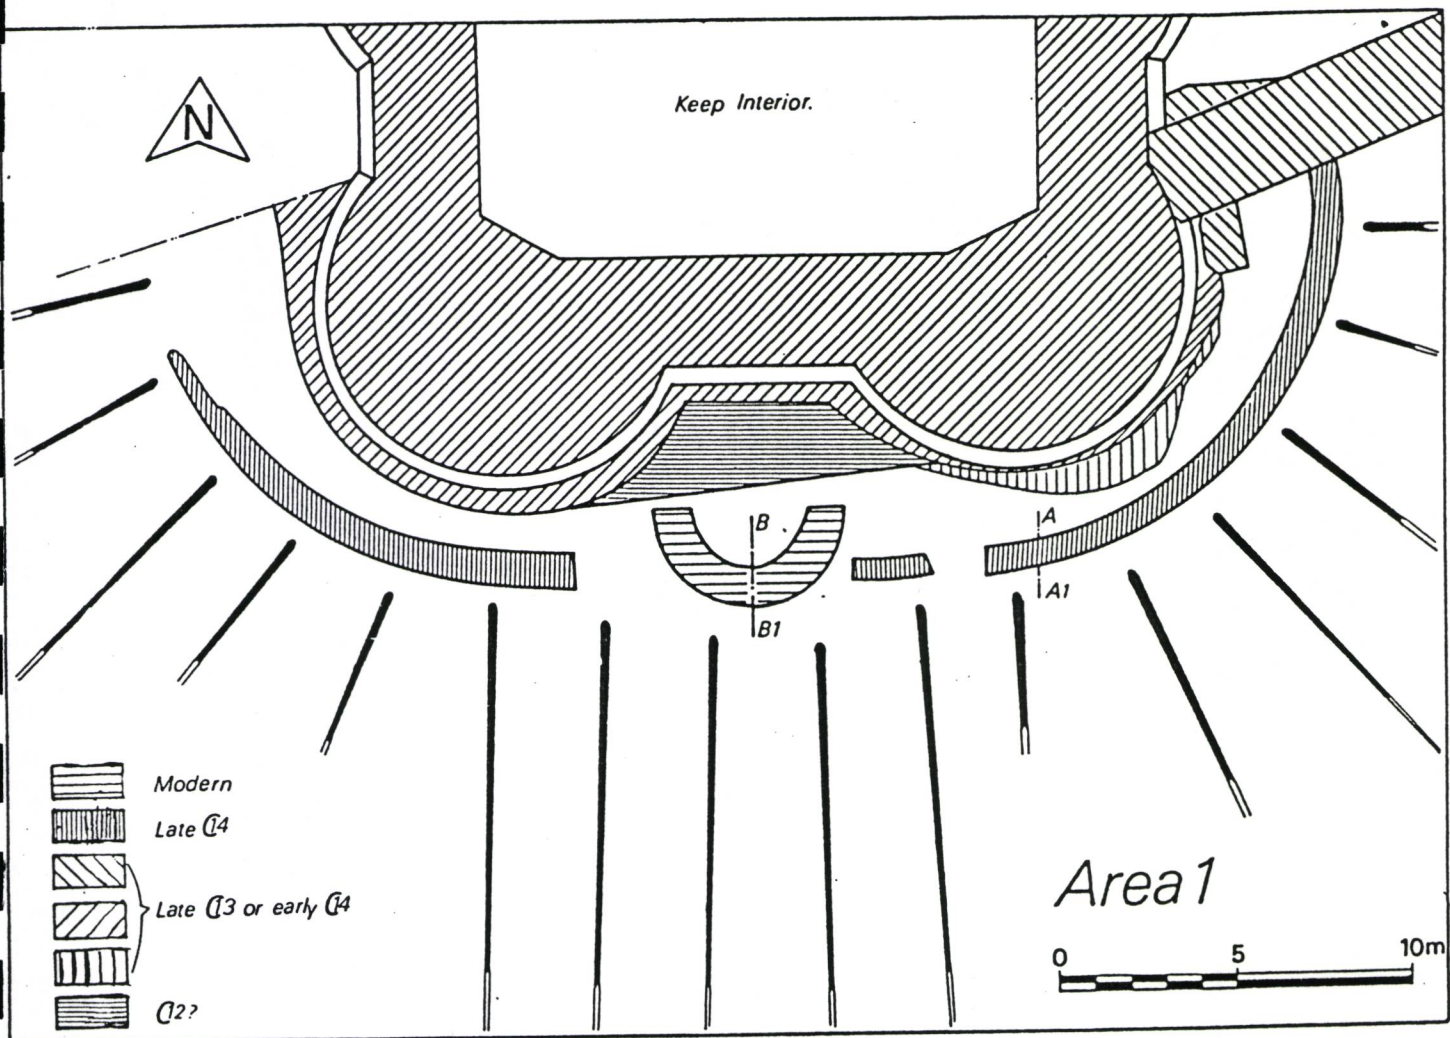 N
Keep Interior.
B
A
A1
B1
Modern
Late C14
Late C13 or early C14
C12?
Area 1
0 5 10m